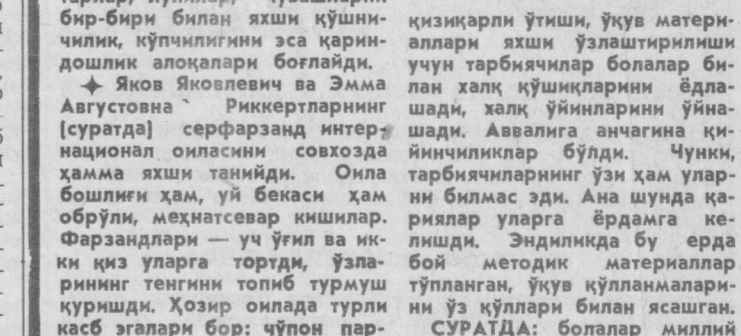 бир-бири билан яхши қўшни-
чилик, кўпчилигини эса қарин-
дошлик алоқалари боғлайди.
✦ Яков Яковлевич ва Эмма
Августовна Риккертларнинг
(суратда) серфарзанд интер-
национал оиласини совхозда
ҳамма яхши танийди. Оила
бошлиғи ҳам, уй бекаси ҳам
обрўли, меҳнатсевар кишилар.
Фарзандлари — уч ўғил ва ик-
ки қиз уларга тортди, ўзла-
рининг тенгини топиб турмуш
қуришди. Ҳозир оилада турли
касб эгалари бор: чўпон пар-
қизиқарли ўтиши, ўқув матери-
аллари яхши ўзлаштирилиши
учун тарбиячилар болалар би-
лан халқ қўшиқларини ёдла-
шади, халқ ўйинларини ўйна-
шади. Аввалига анчагина қи-
йинчиликлар бўлди. Чунки,
тарбиячиларнинг ўзи ҳам улар-
ни билмас эди. Ана шунда қа-
риялар уларга ёрдамга ке-
лишди. Эндиликда бу ерда
бой методик материаллар
тўпланган, ўқув қўлланмалари-
ни ўз қўллари билан ясашган.
СУРАТДА: болалар миллий